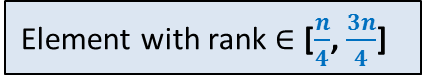 Element with rank ∈ [n/4, 3n/4]